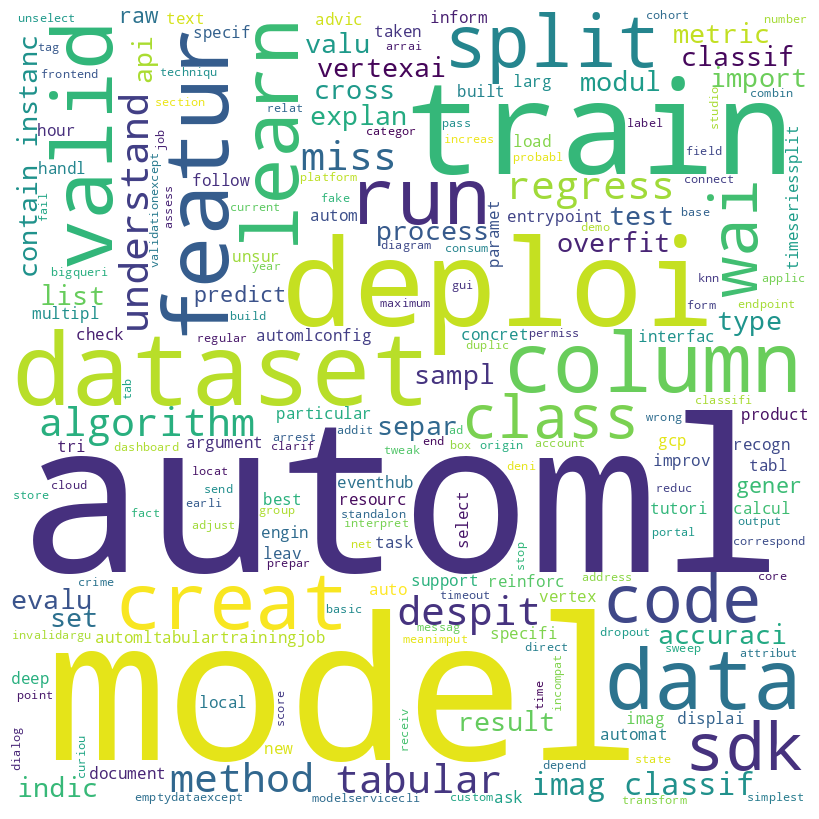 unselect
raw
text
advic
inform
cohort
number
tag
frontend
specif
taken
split
metric
api
valu
arrai
classif
valid
featur
learn
techniqu
vertexai
section
cross
built
larg
modul
import
combin
studio
contain instanc
understand
hour
job
relat
explan
pass
train
label
categor
increas
load
field
handl
validationexcept
assess
miss
probabl
regress
connect
timeseriessplit
fail
follow
platform
run
current
fake
autom
process
paramet
entrypoint
test
base
wai
knn
applic
unsur
diagram
consum
demo
overfit
bigqueri
year
list
predict
deploi
gui
form
endpoint
multipl
build
maximum
type
check
regular
automlconfig
concret
permiss
interfac
dataset
duplic
column
tab
sampl
classifi
algorithm
particular
separ
class
wrong
product
dashboard
argument
arrest
addit
ad
box
origin
account
gcp
recogn
tri
clarif
end
tweak
deni
improv
tabl
locat
automl
cloud
send
eventhub
store
earli
best
resourc
select
reduc
gener
fact
group
standalon
tutori
calcul
adjust
interpret
portal
output
engin
net
task
correspond
leav
prepar
stop
crime
auto
support
reinforc
address
core
evalu
creat
timeout
vertex
despit
code
set
basic
messag
specifi
dropout
accuraci
invalidargu
automltabulartrainingjob
meanimput
direct
sweep
attribut
deep
model
data
point
local
score
time
incompat
receiv
result
imag
displai
new
automat
sdk
dialog
curiou
document
method
tabular
depend
state
indic
imag classif
emptydataexcept
modelservicecli
custom
ask
transform
simplest